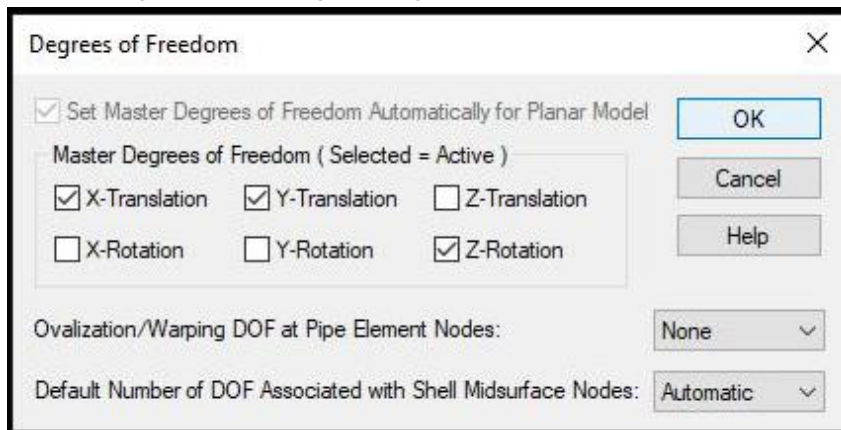 Degrees of Freedom
Set Master Degrees of Freedom Automatically for Planar Model
OK
Master Degrees of Freedom ( Selected = Active )
Cancel
X-Translation Y-Translation Z-Translation
X-Rotation Y-Rotation Z-Rotation
Help
Ovalization/Warping DOF at Pipe Element Nodes: None
Default Number of DOF Associated with Shell Midsurface Nodes: Automatic